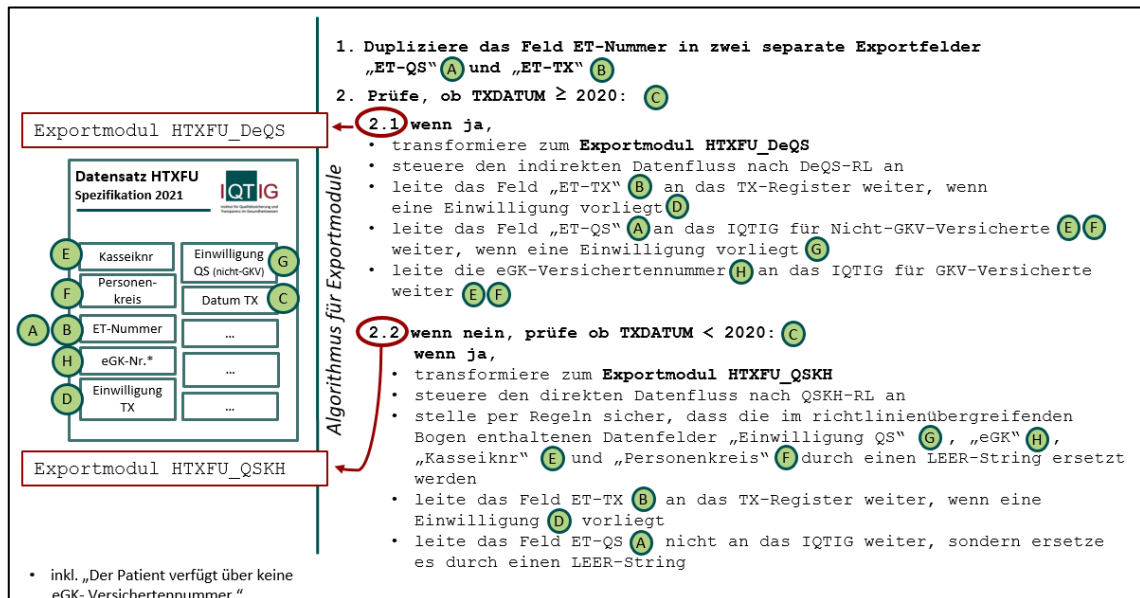 1. Dupliziere das Feld ET-Nummer in zwei separate Exportfelder
„ET-QS“ A und „ET-TX“ B
2. Prüfe, ob TXDATUM ≥ 2020: C
2.1 wenn ja,
• transformiere zum Exportmodul HTXFU_DeQS
• steuere den indirekten Datenfluss nach DeQS-RL an
• leite das Feld „ET-TX“ B an das TX-Register weiter, wenn
eine Einwilligung vorliegt D
• leite das Feld „ET-QS“ A an das IQTIG für Nicht-GKV-Versicherte E F
weiter, wenn eine Einwilligung vorliegt G
• leite die eGK-Versichertennummer H an das IQTIG für GKV-Versicherte
weiter E F
2.2 wenn nein, prüfe ob TXDATUM < 2020: C
wenn ja,
• transformiere zum Exportmodul HTXFU_QSKH
• steuere den direkten Datenfluss nach QSKH-RL an
• stelle per Regeln sicher, dass die im richtlinienübergreifenden
Bogen enthaltenen Datenfelder „Einwilligung QS“ G , „eGK“ H ,
„Kasseiknr“ E und „Personenkreis“ F durch einen LEER-String ersetzt
werden
• leite das Feld ET-TX B an das TX-Register weiter, wenn eine
Einwilligung D vorliegt
• leite das Feld ET-QS A nicht an das IQTIG weiter, sondern ersetze
es durch einen LEER-String
Algorithmus für Exportmodule
Exportmodul HTXFU_DeQS
Datensatz HTXFU
Spezifikation 2021
IQTIG
Institut für Qualitätssicherung und
Transparenz im Gesundheitswesen
E Kasseiknr
F Personen-
kreis
A B ET-Nummer
H eGK-Nr.*
D Einwilligung
TX
Einwilligung
QS (nicht-GKV) G
Datum TX C
...
...
...
Exportmodul HTXFU_QSKH
• inkl. „Der Patient verfügt über keine
eGK- Versichertennummer.“